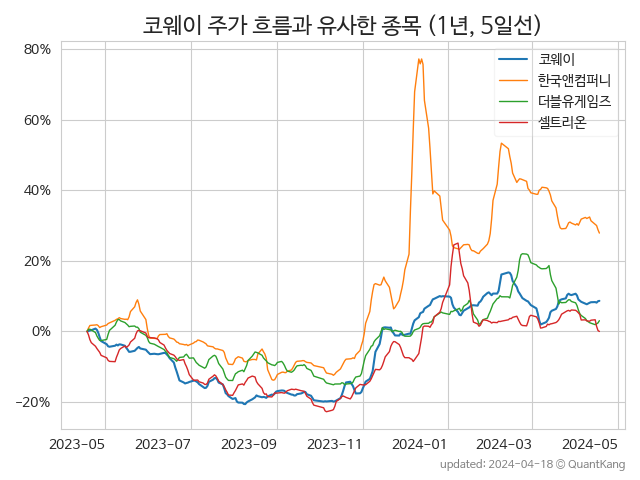 코웨이 주가 흐름과 유사한 종목 (1년, 5일선)
코웨이
한국앤컴퍼니
더블유게임즈
셀트리온
80%
60%
40%
20%
0%
−20%
2023-05 2023-07 2023-09 2023-11 2024-01 2024-03 2024-05
updated: 2024-04-18 © QuantKang